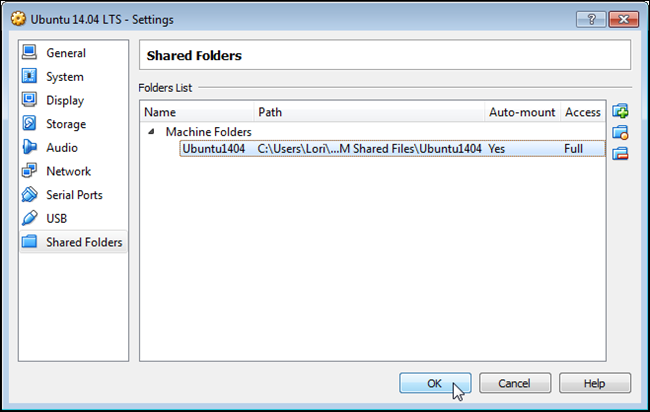 Ubuntu 14.04 LTS - Settings
?
General
System
Display
Storage
Audio
Network
Serial Ports
USB
Shared Folders
Shared Folders
Folders List
Name Path Auto-mount Access
Machine Folders
Ubuntu1404 C:\Users\Lori\...M Shared Files\Ubuntu1404 Yes Full
OK Cancel Help